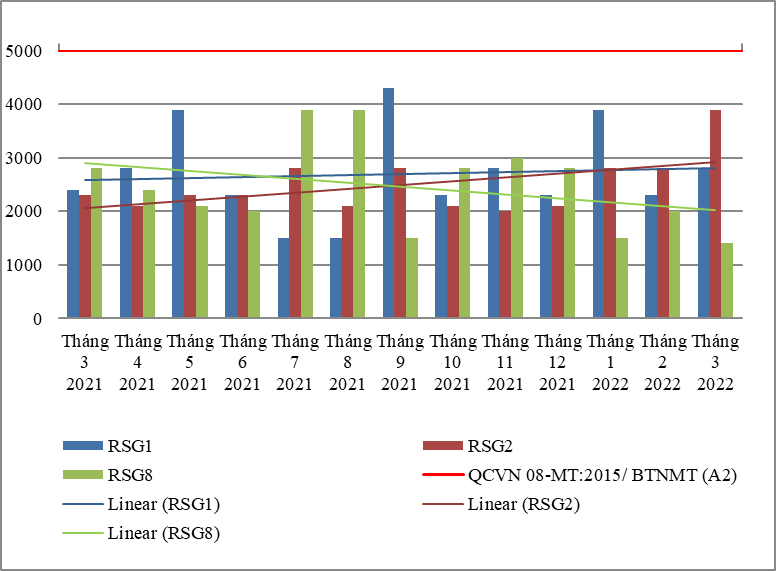 5000
4000
3000
2000
1000
0
Tháng Tháng Tháng Tháng Tháng Tháng Tháng Tháng Tháng Tháng Tháng Tháng Tháng
3 4 5 6 7 8 9 10 11 12 1 2 3
2021 2021 2021 2021 2021 2021 2021 2021 2021 2021 2022 2022 2022
RSG1 RSG2
RSG8 QCVN 08-MT:2015/ BTNMT (A2)
Linear (RSG1) Linear (RSG2)
Linear (RSG8)